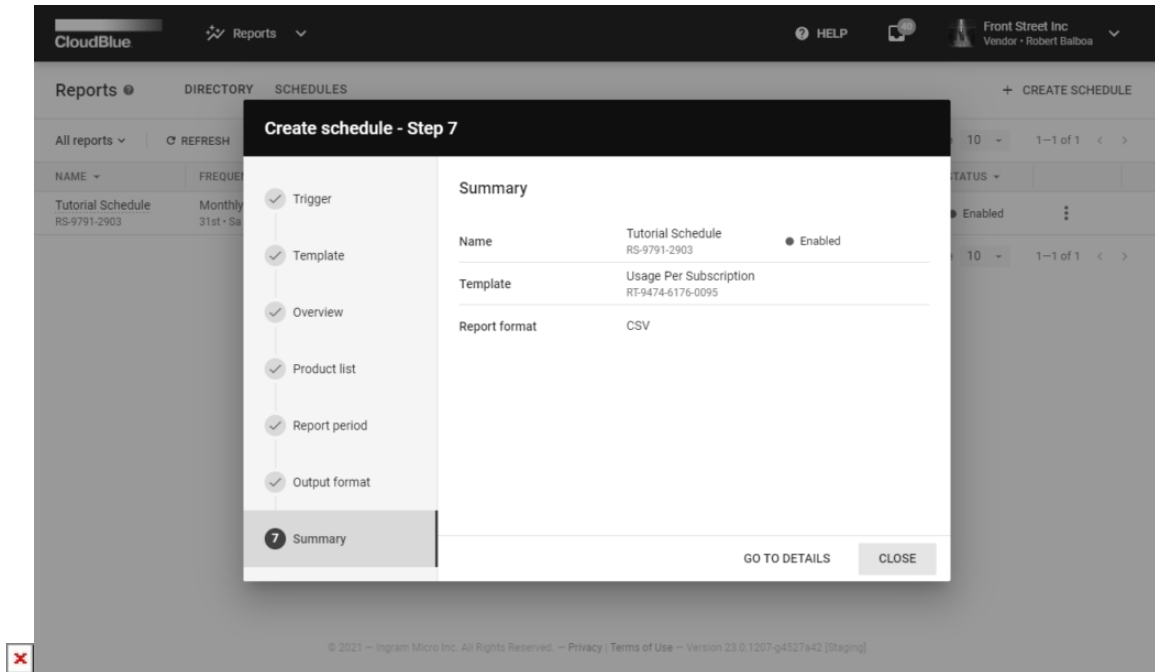 CloudBlue
Reports
HELP
40
Front Street Inc
Vendor • Robert Balboa
Reports
DIRECTORY
SCHEDULES
+ CREATE SCHEDULE
All reports
REFRESH
10
1–1 of 1
NAME
TATUS
Tutorial Schedule
RS-9791-2903
Monthly
31st • Sa
Enabled
10
1–1 of 1
Create schedule - Step 7
Trigger
Template
Overview
Product list
Report period
Output format
7 Summary
Summary
Name
Tutorial Schedule
RS-9791-2903
Enabled
Template
Usage Per Subscription
RT-9474-6176-0095
Report format
CSV
GO TO DETAILS
CLOSE
© 2021 – Ingram Micro Inc. All Rights Reserved. – Privacy | Terms of Use – Version 23.0.1207-g4527a42 [Staging]